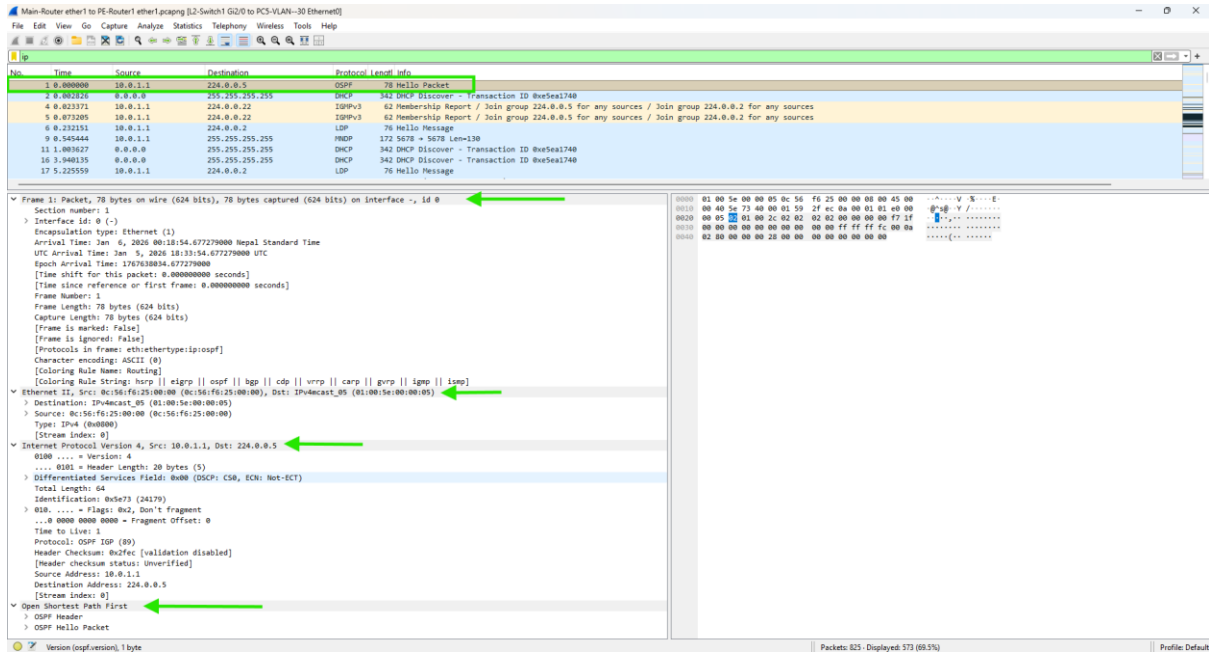 Main-Router ether1 to PE-Router1 ether1.pcapng [L2-Switch1 Gi2/0 to PC5-VLAN--30 Ethernet0]
File Edit View Go Capture Analyze Statistics Telephony Wireless Tools Help
ip
No. Time Source Destination Protocol Lengtl Info
1 0.000000 10.0.1.1 224.0.0.5 OSPF 78 Hello Packet
2 0.002826 0.0.0.0 255.255.255.255 DHCP 342 DHCP Discover - Transaction ID 0xe5ea1740
4 0.023371 10.0.1.1 224.0.0.22 IGMPv3 62 Membership Report / Join group 224.0.0.5 for any sources / Join group 224.0.0.2 for any sources
5 0.073205 10.0.1.1 224.0.0.22 IGMPv3 62 Membership Report / Join group 224.0.0.5 for any sources / Join group 224.0.0.2 for any sources
6 0.232151 10.0.1.1 224.0.0.2 LDP 76 Hello Message
9 0.545444 10.0.1.1 255.255.255.255 MNDP 172 5678 → 5678 Len=130
11 1.003627 0.0.0.0 255.255.255.255 DHCP 342 DHCP Discover - Transaction ID 0xe5ea1740
16 3.940135 0.0.0.0 255.255.255.255 DHCP 342 DHCP Discover - Transaction ID 0xe5ea1740
17 5.225559 10.0.1.1 224.0.0.2 LDP 76 Hello Message
Frame 1: Packet, 78 bytes on wire (624 bits), 78 bytes captured (624 bits) on interface -, id 0
Section number: 1
Interface id: 0 (-)
Encapsulation type: Ethernet (1)
Arrival Time: Jan 6, 2026 00:18:54.677279000 Nepal Standard Time
UTC Arrival Time: Jan 5, 2026 18:33:54.677279000 UTC
Epoch Arrival Time: 1767638034.677279000
[Time shift for this packet: 0.000000000 seconds]
[Time since reference or first frame: 0.000000000 seconds]
Frame Number: 1
Frame Length: 78 bytes (624 bits)
Capture Length: 78 bytes (624 bits)
[Frame is marked: False]
[Frame is ignored: False]
[Protocols in frame: eth:ethertype:ip:ospf]
Character encoding: ASCII (0)
[Coloring Rule Name: Routing]
[Coloring Rule String: hsrp || eigrp || ospf || bgp || cdp || vrrp || carp || gvrp || igmp || ismp]
Ethernet II, Src: 0c:56:f6:25:00:00 (0c:56:f6:25:00:00), Dst: IPv4mcast_05 (01:00:5e:00:00:05)
Destination: IPv4mcast_05 (01:00:5e:00:00:05)
Source: 0c:56:f6:25:00:00 (0c:56:f6:25:00:00)
Type: IPv4 (0x0800)
[Stream index: 0]
Internet Protocol Version 4, Src: 10.0.1.1, Dst: 224.0.0.5
0100 .... = Version: 4
.... 0101 = Header Length: 20 bytes (5)
Differentiated Services Field: 0x00 (DSCP: CS0, ECN: Not-ECT)
Total Length: 64
Identification: 0x5e73 (24179)
010. .... = Flags: 0x2, Don't fragment
...0 0000 0000 0000 = Fragment Offset: 0
Time to Live: 1
Protocol: OSPF IGP (89)
Header Checksum: 0x2fec [validation disabled]
[Header checksum status: Unverified]
Source Address: 10.0.1.1
Destination Address: 224.0.0.5
[Stream index: 0]
Open Shortest Path First
OSPF Header
OSPF Hello Packet
0000 01 00 5e 00 00 05 0c 56 f6 25 00 00 08 00 45 00 ··^····V ·%····E·
0010 00 40 5e 73 40 00 01 59 2f ec 0a 00 01 01 e0 00 ·@^s@··Y /·······
0020 00 05 02 01 00 2c 02 02 02 02 00 00 00 00 f7 1f ·····,·· ········
0030 00 00 00 00 00 00 00 00 00 00 ff ff ff fc 00 0a ········ ········
0040 02 80 00 00 00 28 00 00 00 00 00 00 00 00 ·····(·· ······
Version (ospf.version), 1 byte
Packets: 825 · Displayed: 573 (69.5%)
Profile: Default